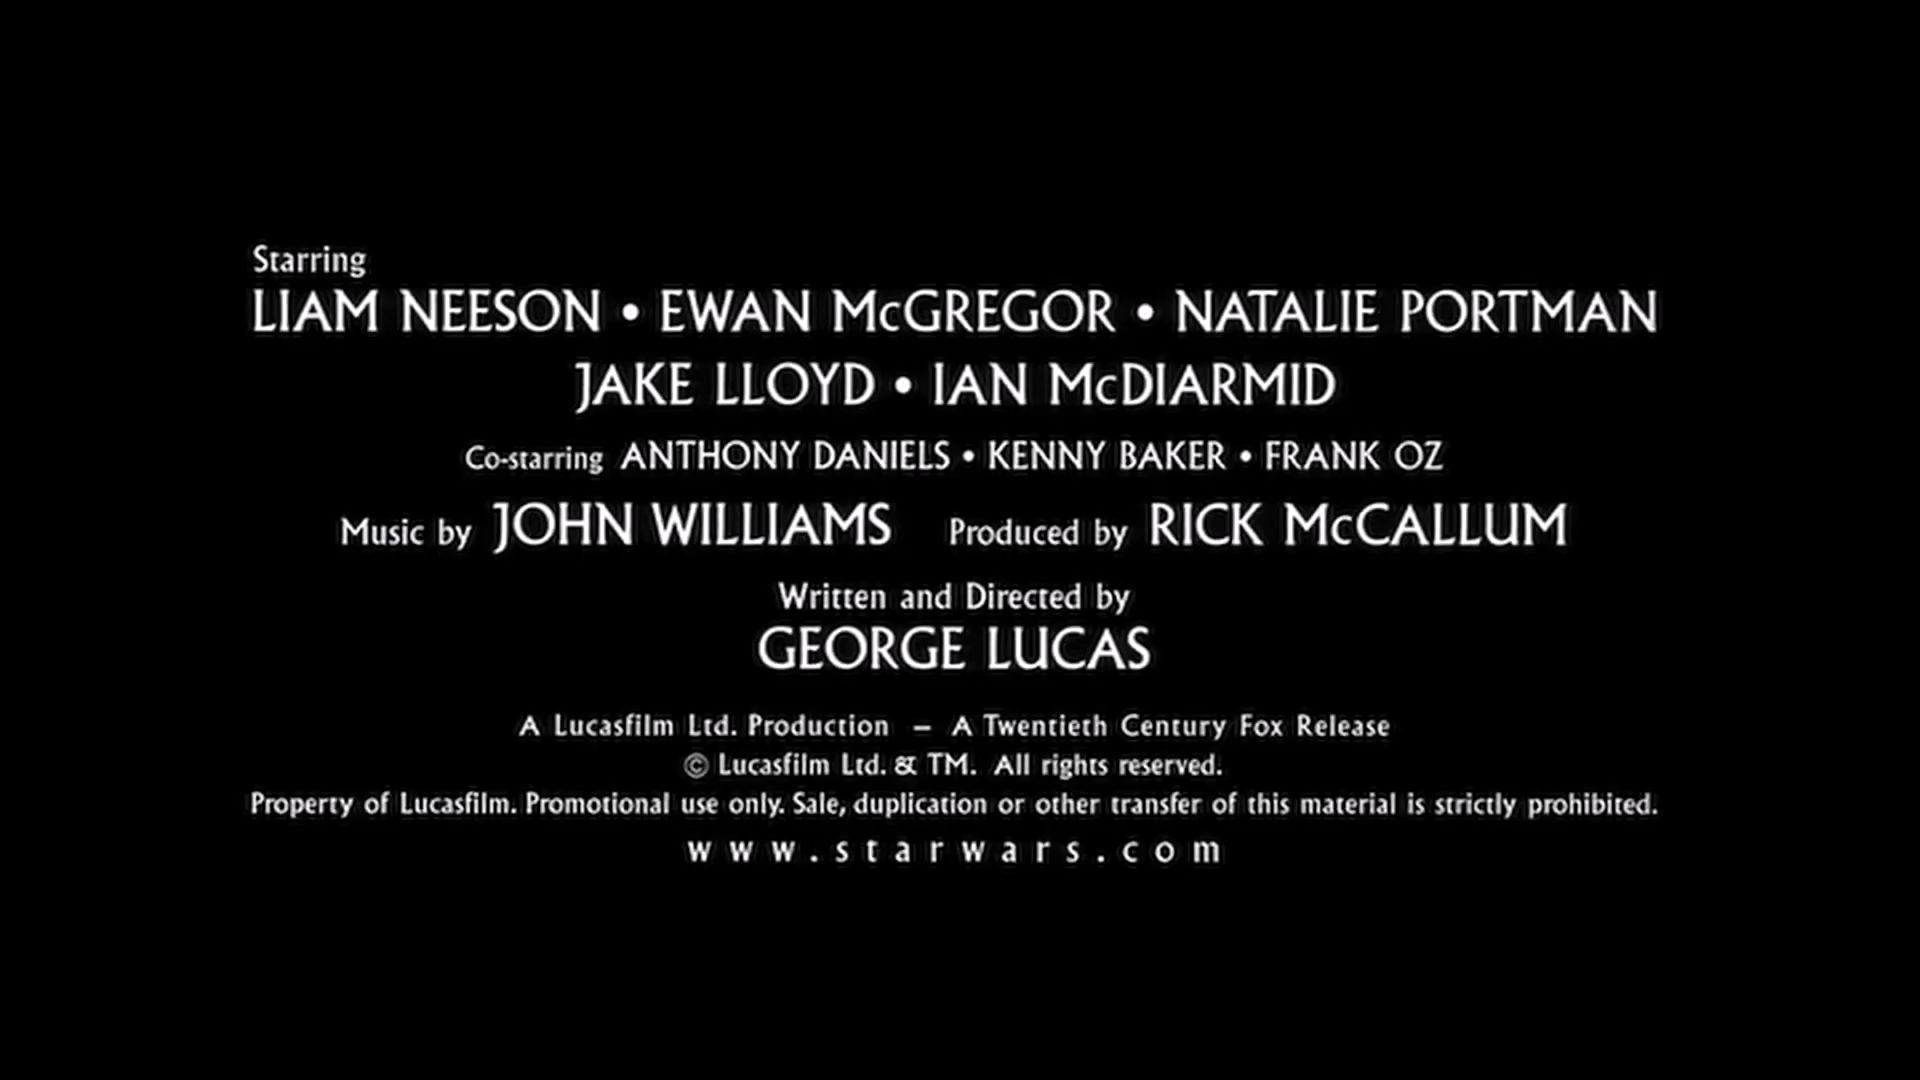 Starring
LIAM NEESON • EWAN McGREGOR • NATALIE PORTMAN
JAKE LLOYD • IAN McDIARMID
Co-starring ANTHONY DANIELS • KENNY BAKER • FRANK OZ
Music by JOHN WILLIAMS Produced by RICK McCALLUM
Written and Directed by
GEORGE LUCAS
A Lucasfilm Ltd. Production – A Twentieth Century Fox Release
© Lucasfilm Ltd. & TM. All rights reserved.
Property of Lucasfilm. Promotional use only. Sale, duplication or other transfer of this material is strictly prohibited.
www.starwars.com